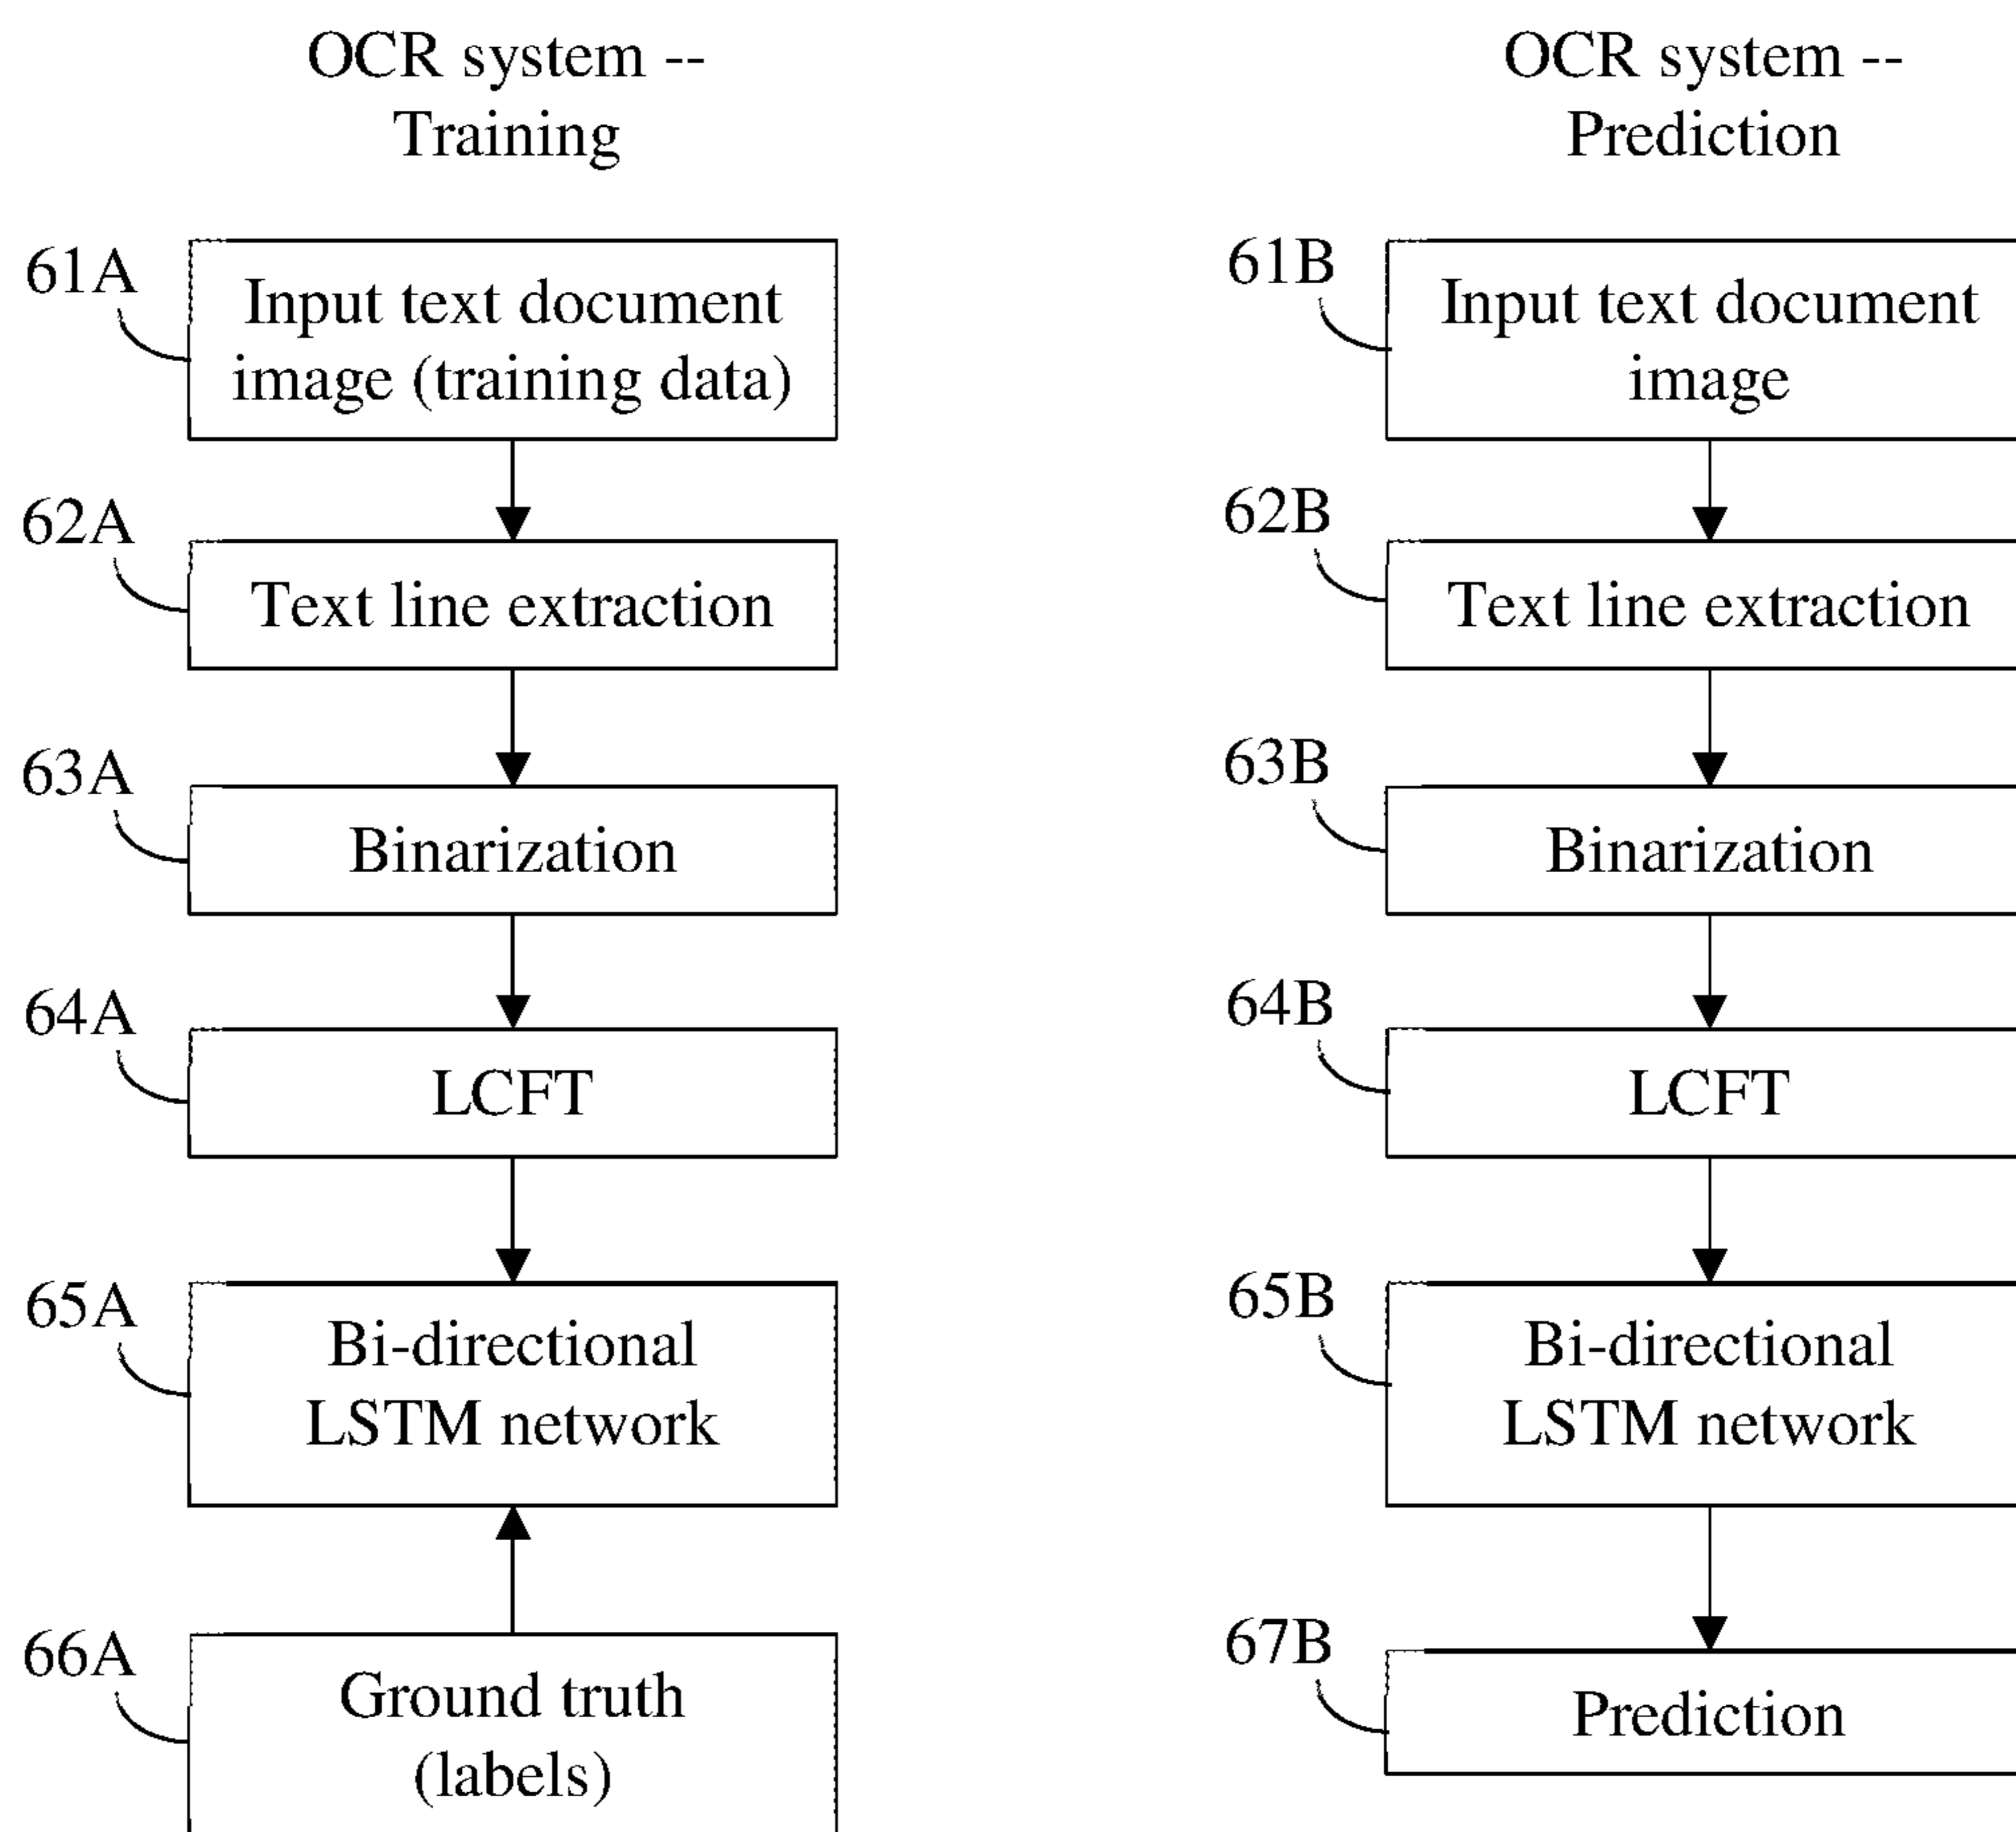 OCR system --
Training
61A
Input text document
image (training data)
62A
Text line extraction
63A
Binarization
64A
LCFT
65A
Bi-directional
LSTM network
66A
Ground truth
(labels)
OCR system --
Prediction
61B
Input text document
image
62B
Text line extraction
63B
Binarization
64B
LCFT
65B
Bi-directional
LSTM network
67B
Prediction